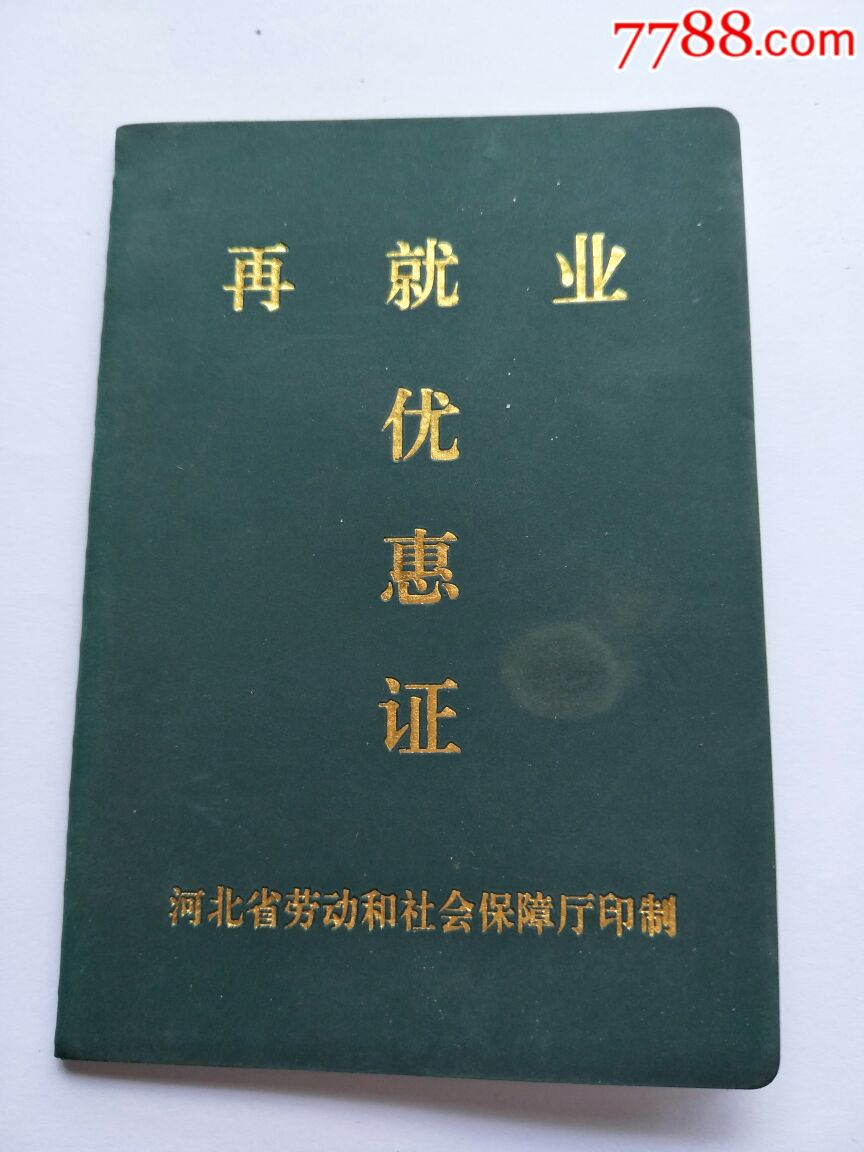 7788.com
再就业
优
惠
证
河北省劳动和社会保障厅印制